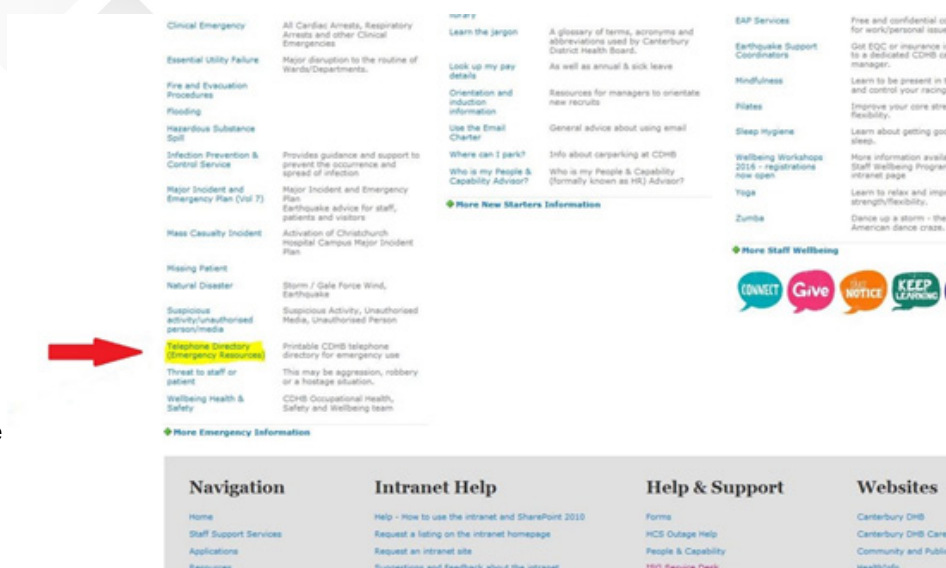 library
Clinical Emergency
All Cardiac Arrests, Respiratory
Arrests and other Clinical
Emergencies
Essential Utility Failure
Major disruption to the routine of
Wards/Departments.
Fire and Evacuation
Procedures
Flooding
Hazardous Substance
Spill
Infection Prevention &
Control Service
Provides guidance and support to
prevent the occurrence and
spread of infection
Major Incident and
Emergency Plan (Vol 7)
Major Incident and Emergency
Plan
Earthquake advice for staff,
patients and visitors
Mass Casualty Incident
Activation of Christchurch
Hospital Campus Major Incident
Plan
Missing Patient
Natural Disaster
Storm / Gale Force Wind,
Earthquake
Suspicious
activity/unauthorised
person/media
Suspicious Activity, Unauthorised
Media, Unauthorised Person
Telephone Directory
(Emergency Resources)
Printable CDHB telephone
directory for emergency use
Threat to staff or
patient
This may be aggression, robbery
or a hostage situation.
Wellbeing Health &
Safety
CDHB Occupational Health,
Safety and Wellbeing team
More Emergency Information
Learn the jargon
A glossary of terms, acronyms and
abbreviations used by Canterbury
District Health Board.
Look up my pay
details
As well as annual & sick leave
Orientation and
induction
information
Resources for managers to orientate
new recruits
Use the Email
Charter
General advice about using email
Where can I park?
Info about carparking at CDHB
Who is my People &
Capability Advisor?
Who is my People & Capability
(formally known as HR) Advisor?
More New Starters Information
EAP Services
Free and confidential
for work/personal
Earthquake Support
Coordinators
Got EQC or insurance
to a dedicated CDHB
manager.
Mindfulness
Learn to be present in
and control your racing
Pilates
Improve your core
flexibility.
Sleep Hygiene
Learn about getting
sleep.
Wellbeing Workshops
2016 - registrations
now open
More information
Staff Wellbeing
intranet page
Yoga
Learn to relax and
strength/flexibility.
Zumba
Dance up a storm - the
American dance craze.
More Staff Wellbeing
CONNECT
Give
TAKE
NOTICE
KEEP
LEARNING
e
Navigation
Home
Staff Support Services
Applications
Resources
Intranet Help
Help - How to use the intranet and SharePoint 2010
Request a listing on the intranet homepage
Request an intranet site
Suggestions and Feedback about the intranet
Help & Support
Forms
HCS Outage Help
People & Capability
ISG Service Desk
Websites
Canterbury DHB
Canterbury DHB
Community and
HealthInfo